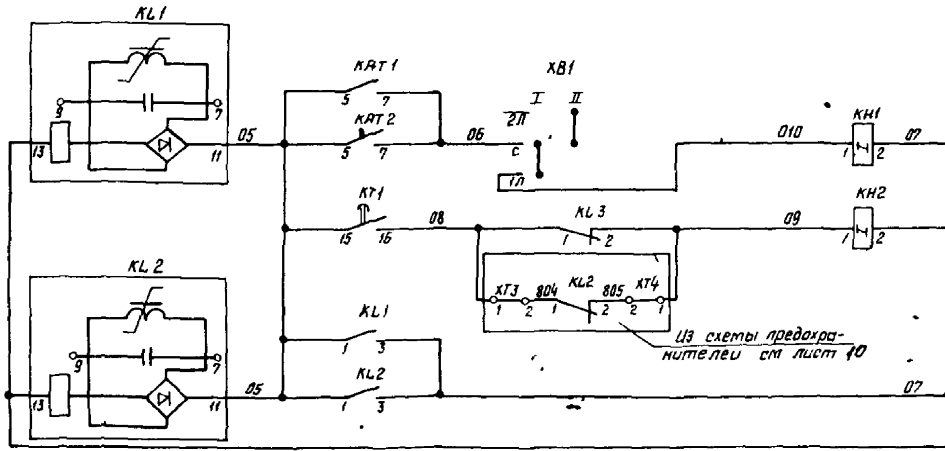 KL1
9
7
13
11
05
KAT1
5
7
KAT2
5
7
06
XB1
I
II
2П
С
1П
010
KH1
1
2
07
KT1
15
16
08
KL3
1
2
09
KH2
1
2
XT3
1
2
804
KL2
1
2
805
XT4
2
1
Из схемы предохра-
нителей см лист 10
KL2
9
7
13
11
05
KL1
1
3
KL2
1
3
07